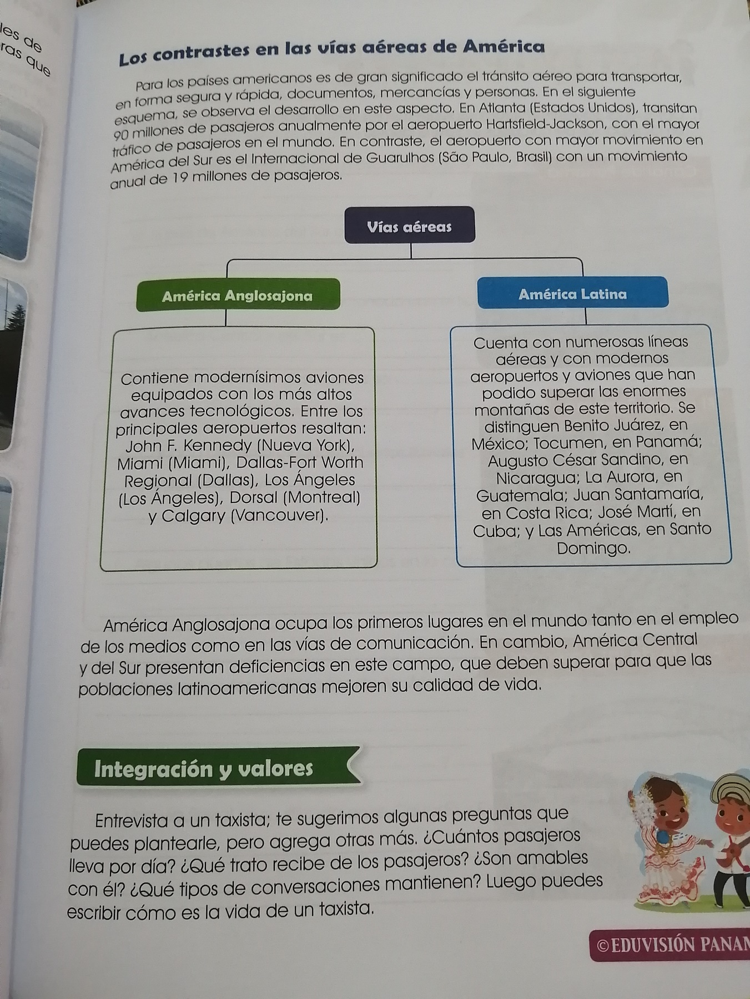 les de
ras que
Los contrastes en las vías aéreas de América
Para los países americanos es de gran significado el tránsito aéreo para transportar,
en forma segura y rápida, documentos, mercancías y personas. En el siguiente
esquema, se observa el desarrollo en este aspecto. En Atlanta (Estados Unidos), transitan
90 millones de pasajeros anualmente por el aeropuerto Hartsfield-Jackson, con el mayor
tráfico de pasajeros en el mundo. En contraste, el aeropuerto con mayor movimiento en
América del Sur es el Internacional de Guarulhos (São Paulo, Brasil) con un movimiento
anual de 19 millones de pasajeros.
Vías aéreas
América Anglosajona
Contiene modernísimos aviones
equipados con los más altos
avances tecnológicos. Entre los
principales aeropuertos resaltan:
John F. Kennedy (Nueva York),
Miami (Miami), Dallas-Fort Worth
Regional (Dallas), Los Ángeles
(Los Ángeles), Dorsal (Montreal)
y Calgary (Vancouver).
América Latina
Cuenta con numerosas líneas
aéreas y con modernos
aeropuertos y aviones que han
podido superar las enormes
montañas de este territorio. Se
distinguen Benito Juárez, en
México; Tocumen, en Panamá;
Augusto César Sandino, en
Nicaragua; La Aurora, en
Guatemala; Juan Santamaría,
en Costa Rica; José Martí, en
Cuba; y Las Américas, en Santo
Domingo.
América Anglosajona ocupa los primeros lugares en el mundo tanto en el empleo
de los medios como en las vías de comunicación. En cambio, América Central
y del Sur presentan deficiencias en este campo, que deben superar para que las
poblaciones latinoamericanas mejoren su calidad de vida.
Integración y valores
Entrevista a un taxista; te sugerimos algunas preguntas que
puedes plantearle, pero agrega otras más. ¿Cuántos pasajeros
lleva por día? ¿Qué trato recibe de los pasajeros? ¿Son amables
con él? ¿Qué tipos de conversaciones mantienen? Luego puedes
escribir cómo es la vida de un taxista.
© EDUVISIÓN PANAM